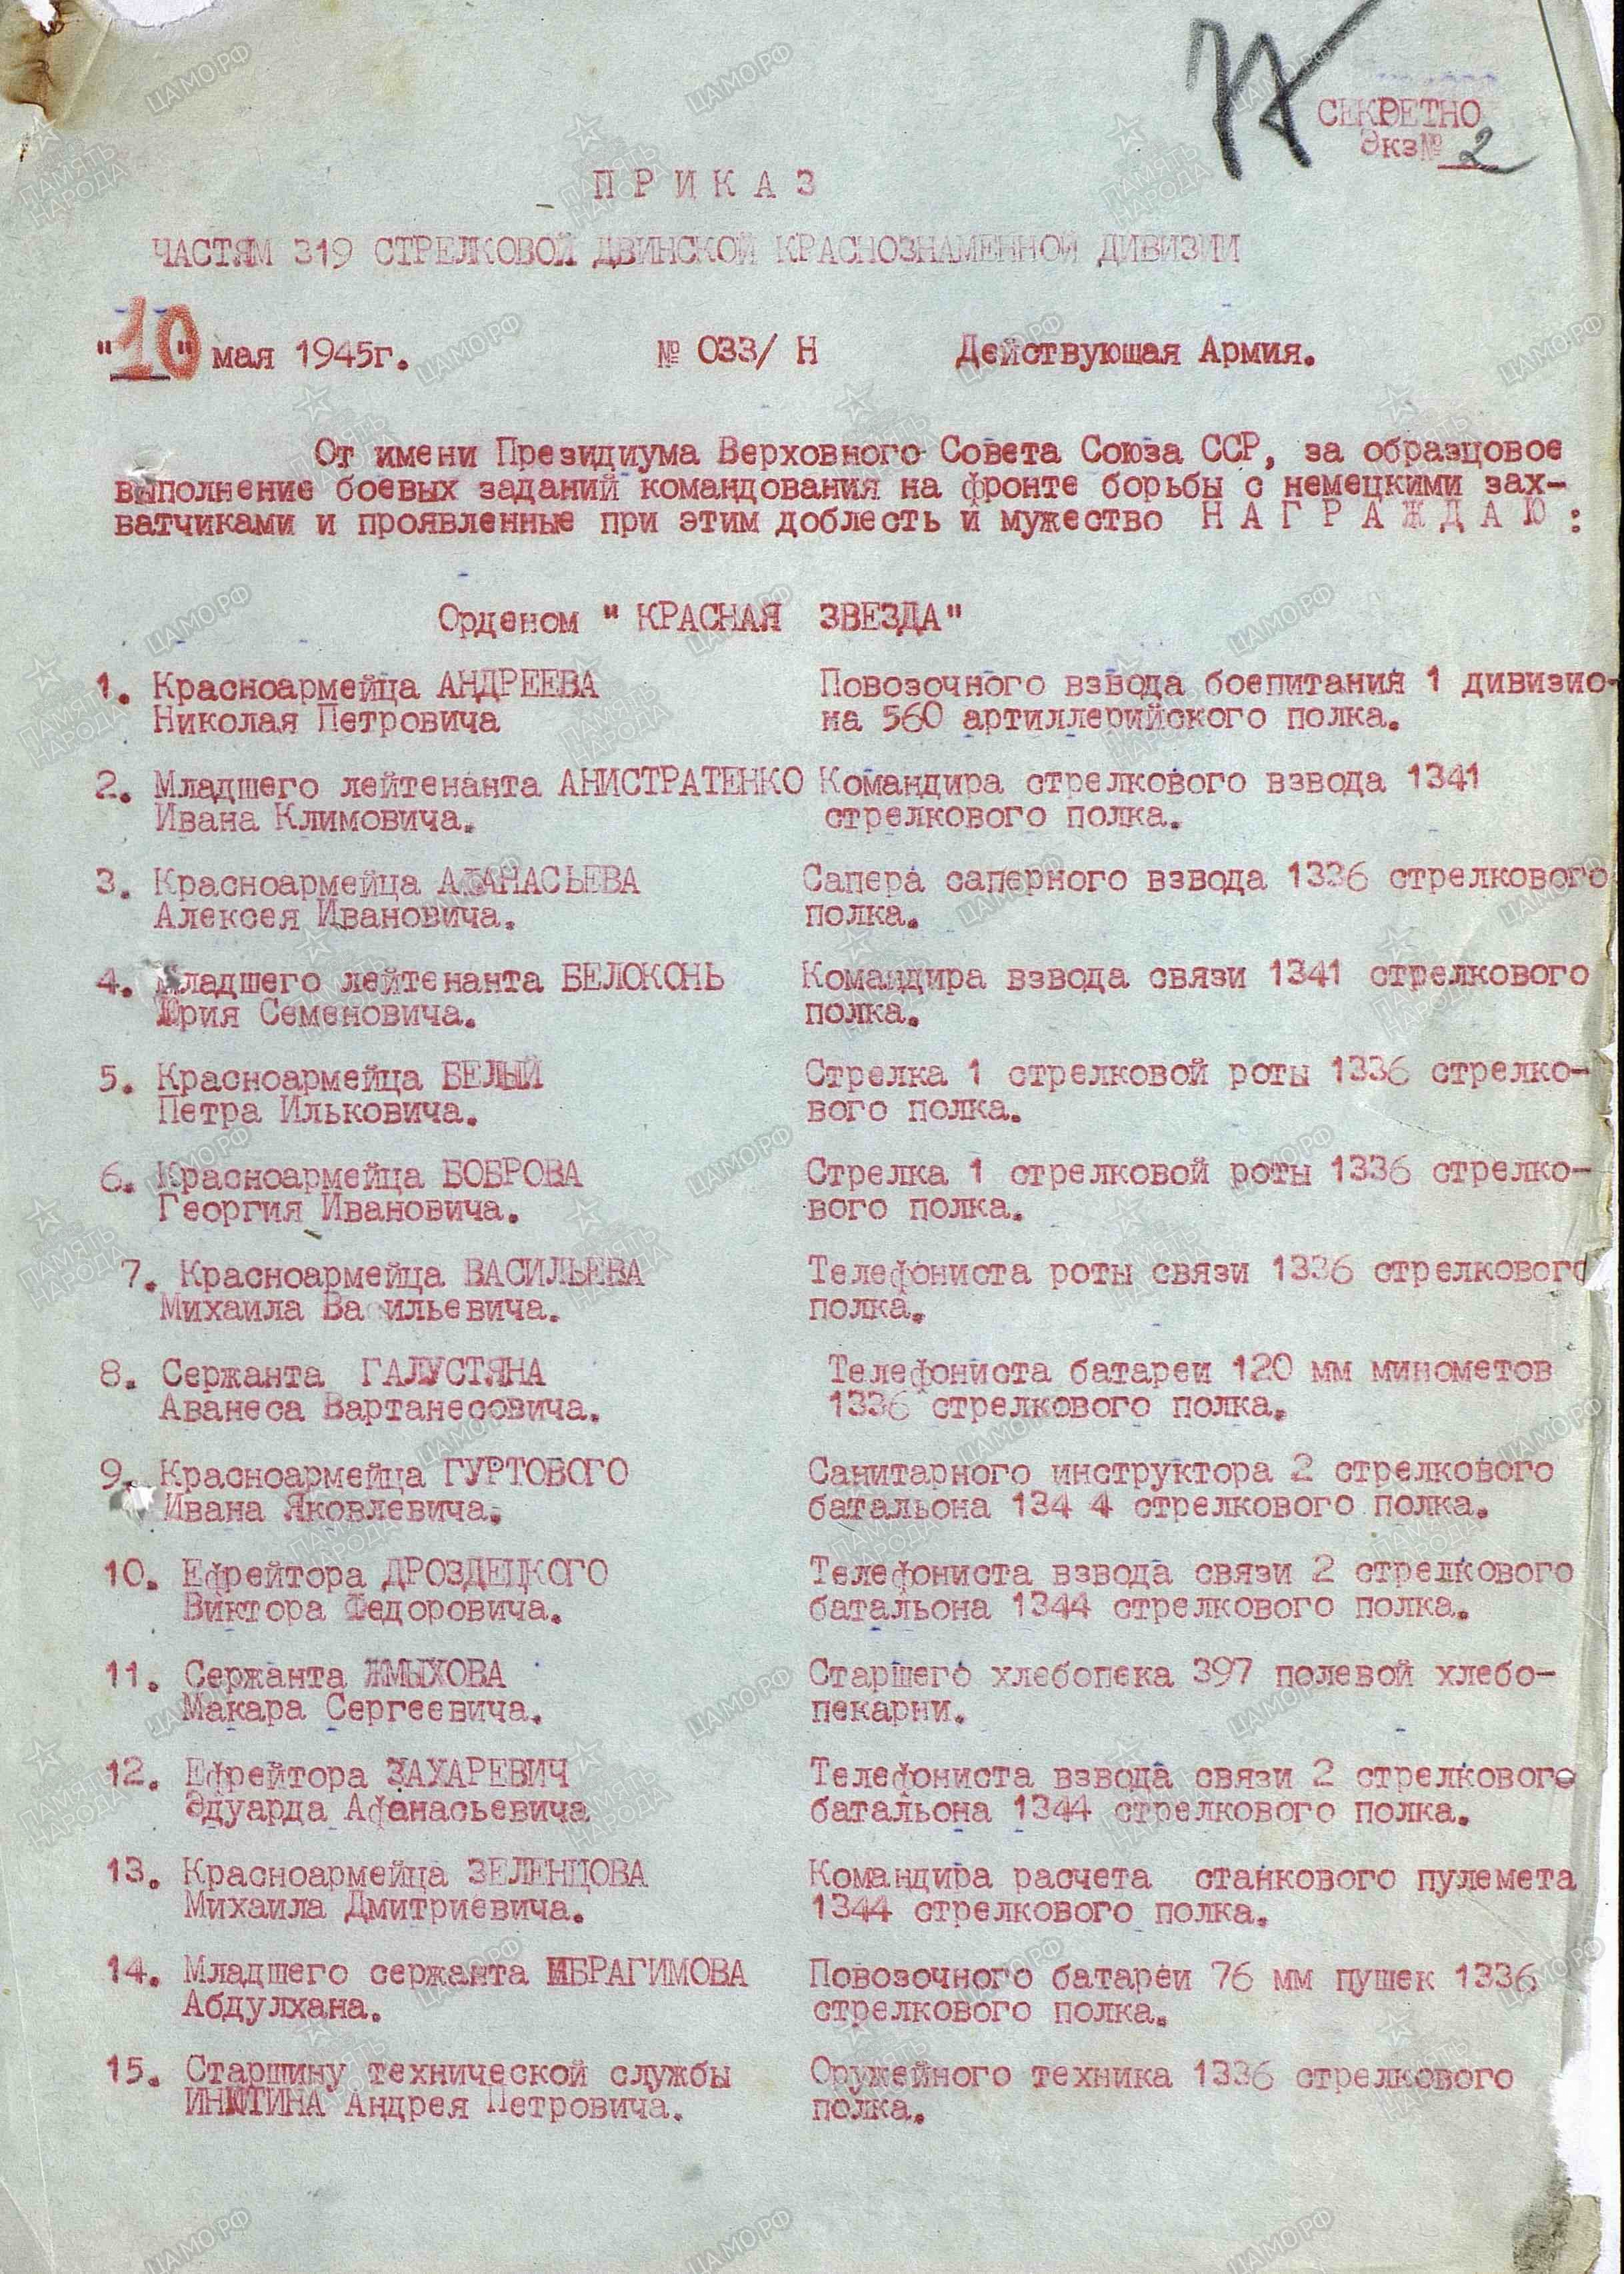 СЕКРЕТНО
Экз№ 2
ПРИКАЗ
ЧАСТЯМ 319 СТРЕЛКОВОЙ ДВИНСКОЙ КРАСНОЗНАМЕННОЙ ДИВИЗИИ
"10" мая 1945г. № 033/ Н Действующая Армия.
От имени Президиума Верховного Совета Союза ССР, за образцовое
выполнение боевых заданий командования на фронте борьбы с немецкими зах-
ватчиками и проявленные при этим доблесть и мужество Н А Г Р А Ж Д А Ю :
Орденом " КРАСНАЯ ЗВЕЗДА"
1. Красноармейца АНДРЕЕВА Повозочного взвода боепитания 1 дивизио-
Николая Петровича на 560 артиллерийского полка.
2. Младшего лейтенанта АНИСТРАТЕНКО Командира стрелкового взвода 1341
Ивана Климовича. стрелкового полка.
3. Красноармейца АФАНАСЬЕВА Сапера саперного взвода 1336 стрелкового
Алексея Ивановича. полка.
4. Младшего лейтенанта БЕЛОКОНЬ Командира взвода связи 1341 стрелкового
Юрия Семеновича. полка.
5. Красноармейца БЕЛЫЙ Стрелка 1 стрелковой роты 1336 стрелко-
Петра Ильковича. вого полка.
6. Красноармейца БОБРОВА Стрелка 1 стрелковой роты 1336 стрелко-
Георгия Ивановича. вого полка.
7. Красноармейца ВАСИЛЬЕВА Телефониста роты связи 1336 стрелкового
Михаила Васильевича. полка.
8. Сержанта ГАЛУСТЯНА Телефониста батареи 120 мм минометов
Аванеса Вартанесовича. 1336 стрелкового полка.
9. Красноармейца ГУРТОВОГО Санитарного инструктора 2 стрелкового
Ивана Яковлевича. батальона 134 4 стрелкового полка.
10. Ефрейтора ДРОЗДЕЦКОГО Телефониста взвода связи 2 стрелкового
Виктора Федоровича. батальона 1344 стрелкового полка.
11. Сержанта ЖМЫХОВА Старшего хлебопека 397 полевой хлебо-
Макара Сергеевича. пекарни.
12. Ефрейтора ЗАХАРЕВИЧ Телефониста взвода связи 2 стрелкового
Эдуарда Афанасьевича батальона 1344 стрелкового полка.
13. Красноармейца ЗЕЛЕНЦОВА Командира расчета станкового пулемета
Михаила Дмитриевича. 1344 стрелкового полка.
14. Младшего сержанта ИБРАГИМОВА Повозочного батареи 76 мм пушек 1336
Абдулхана. стрелкового полка.
15. Старшину технической службы Оружейного техника 1336 стрелкового
ИНЮТИНА Андрея Петровича. полка.
ЦАМО.РФ
ПАМЯТЬ
НАРОДА